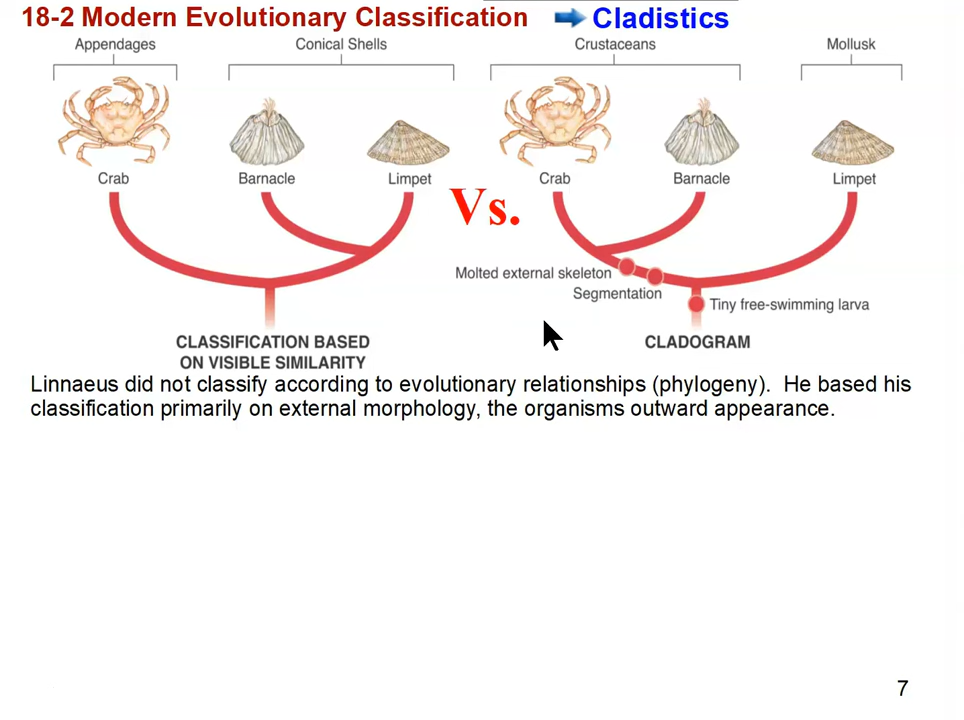 18-2 Modern Evolutionary Classification Cladistics
Appendages Conical Shells Crustaceans Mollusk
Crab Barnacle Limpet Crab Barnacle Limpet
Vs.
Molted external skeleton
Segmentation
Tiny free-swimming larva
CLASSIFICATION BASED
ON VISIBLE SIMILARITY
CLADOGRAM
Linnaeus did not classify according to evolutionary relationships (phylogeny). He based his
classification primarily on external morphology, the organisms outward appearance.
7